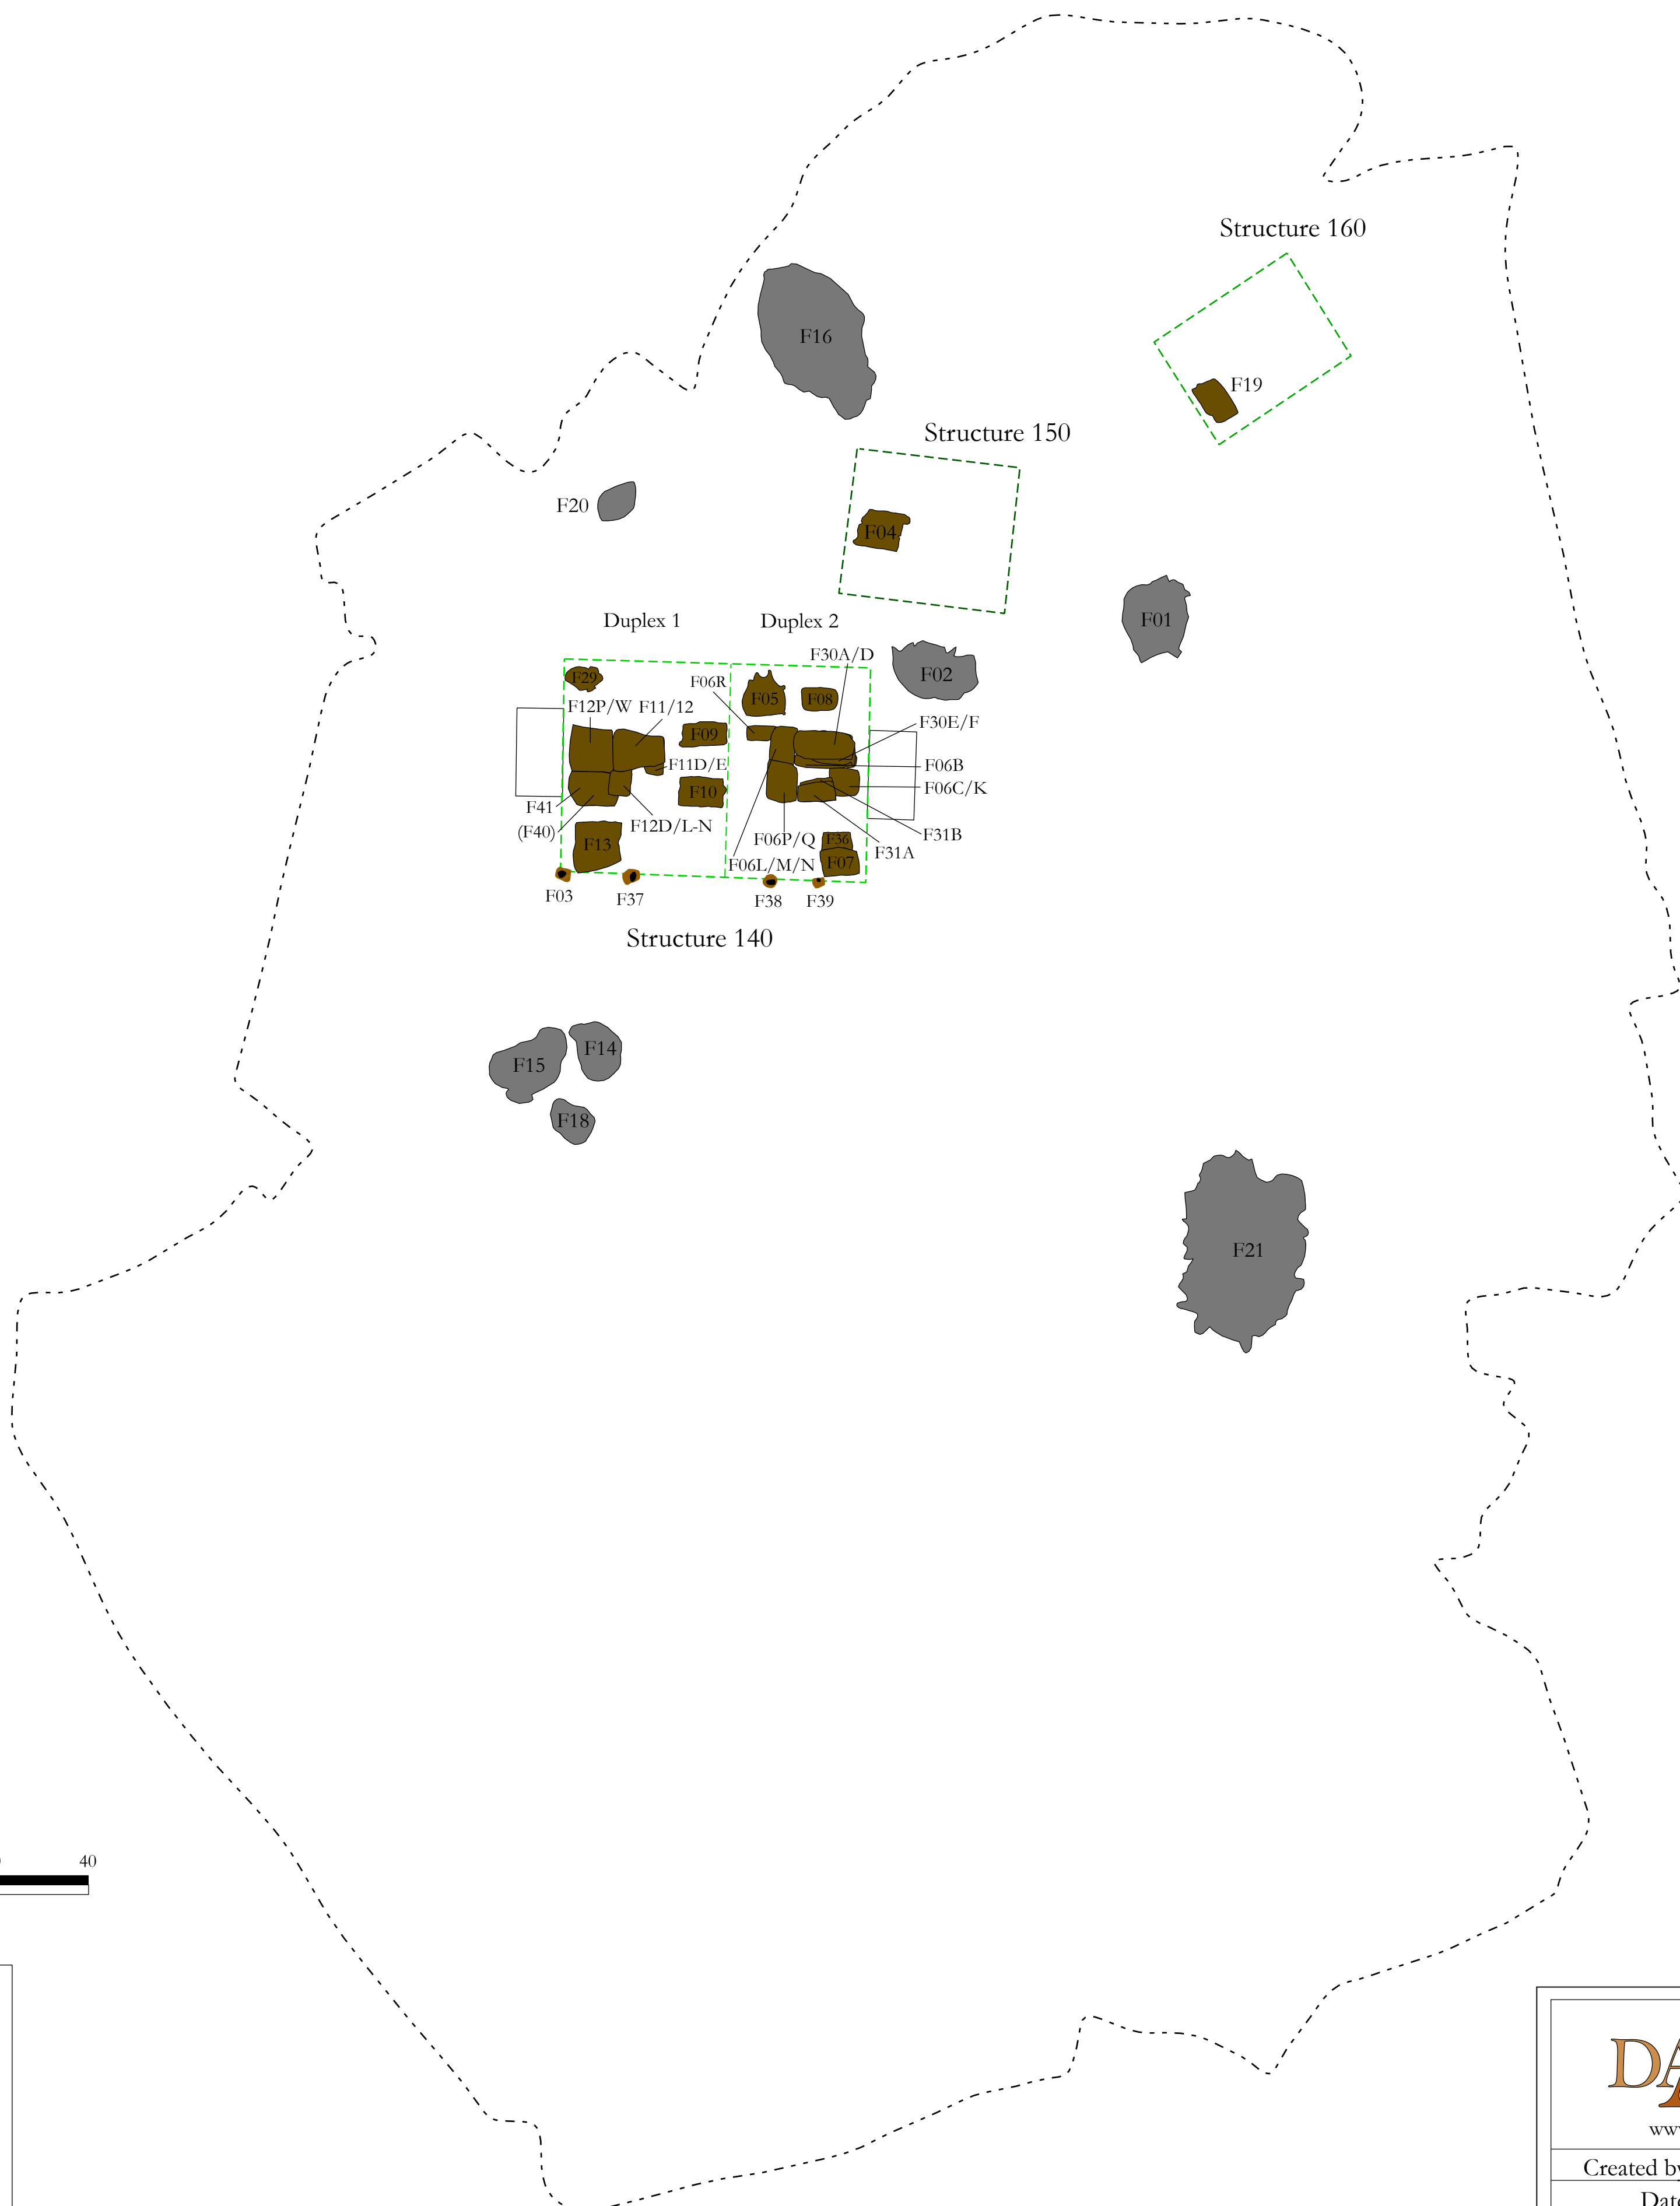 Structure 160
F16
F19
Structure 150
F20
F04
F01
Duplex 1
Duplex 2
F30A/D
F02
F29
F06R
F05
F08
F12P/W
F11/12
F09
F30E/F
F11D/E
F06B
F10
F06C/K
F41
F12D/L-N
(F40)
F06P/Q
F31B
F13
F36
F31A
F07
F06L/M/N
F03
F37
F38
F39
Structure 140
F14
F15
F18
F21
40
Created by